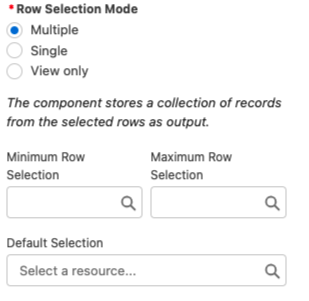 * Row Selection Mode
Multiple
Single
View only
The component stores a collection of records
from the selected rows as output.
Minimum Row
Selection
Maximum Row
Selection
Default Selection
Select a resource...